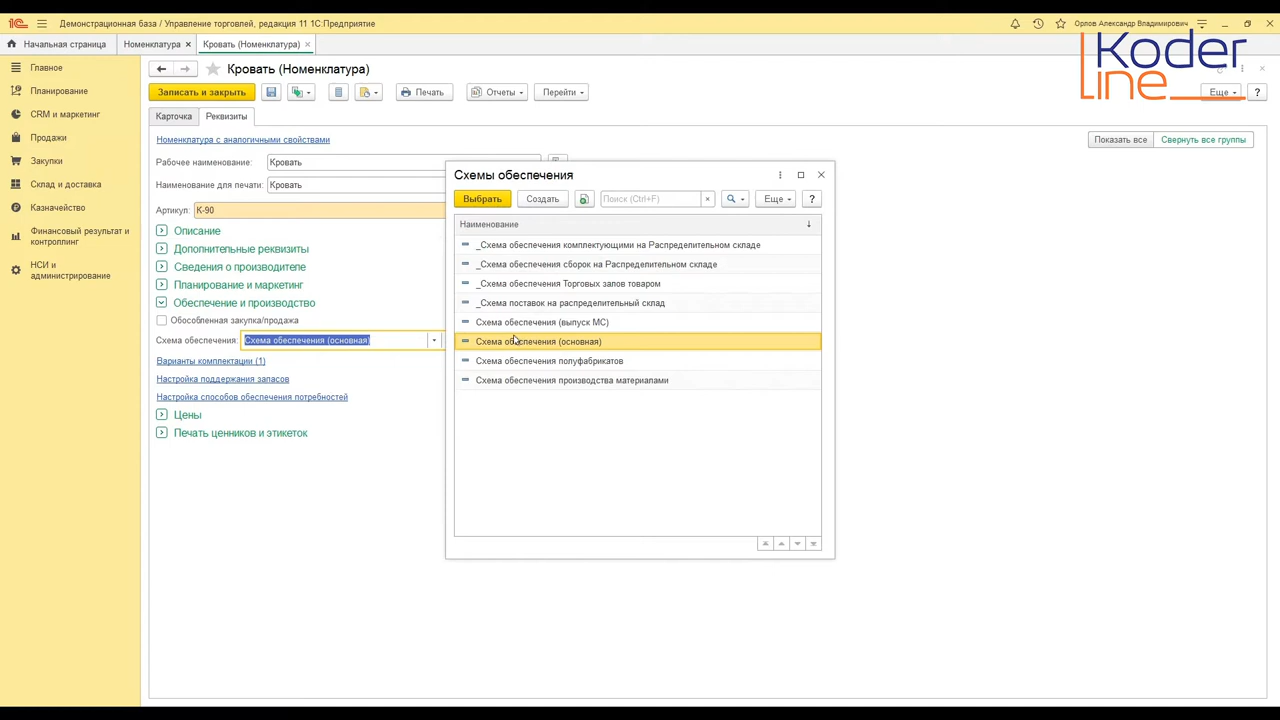 Демонстрационная база / Управление торговлей, редакция 11 1С:Предприятие
Орлов Александр Владимирович
Начальная страница
Номенклатура ×
Кровать (Номенклатура) ×
Koder
line
Главное
Планирование
CRM и маркетинг
Продажи
Закупки
Склад и доставка
Казначейство
Финансовый результат и
контроллинг
НСИ и
администрирование
Кровать (Номенклатура)
Записать и закрыть
Печать
Отчеты
Перейти
Еще
?
Карточка
Реквизиты
Номенклатура с аналогичными свойствами
Показать все
Свернуть все группы
Рабочее наименование:
Кровать
Наименование для печати:
Кровать
Артикул:
К-90
Описание
Дополнительные реквизиты
Сведения о производителе
Планирование и маркетинг
Обеспечение и производство
Обособленная закупка/продажа
Схема обеспечения:
Схема обеспечения (основная)
Варианты комплектации (1)
Настройка поддержания запасов
Настройка способов обеспечения потребностей
Цены
Печать ценников и этикеток
Схемы обеспечения
Выбрать
Создать
Поиск (Ctrl+F)
×
Еще
?
Наименование
_Схема обеспечения комплектующими на Распределительном складе
_Схема обеспечения сборок на Распределительном складе
_Схема обеспечения Торговых залов товаром
_Схема поставок на распределительный склад
Схема обеспечения (выпуск МС)
Схема обеспечения (основная)
Схема обеспечения полуфабрикатов
Схема обеспечения производства материалами